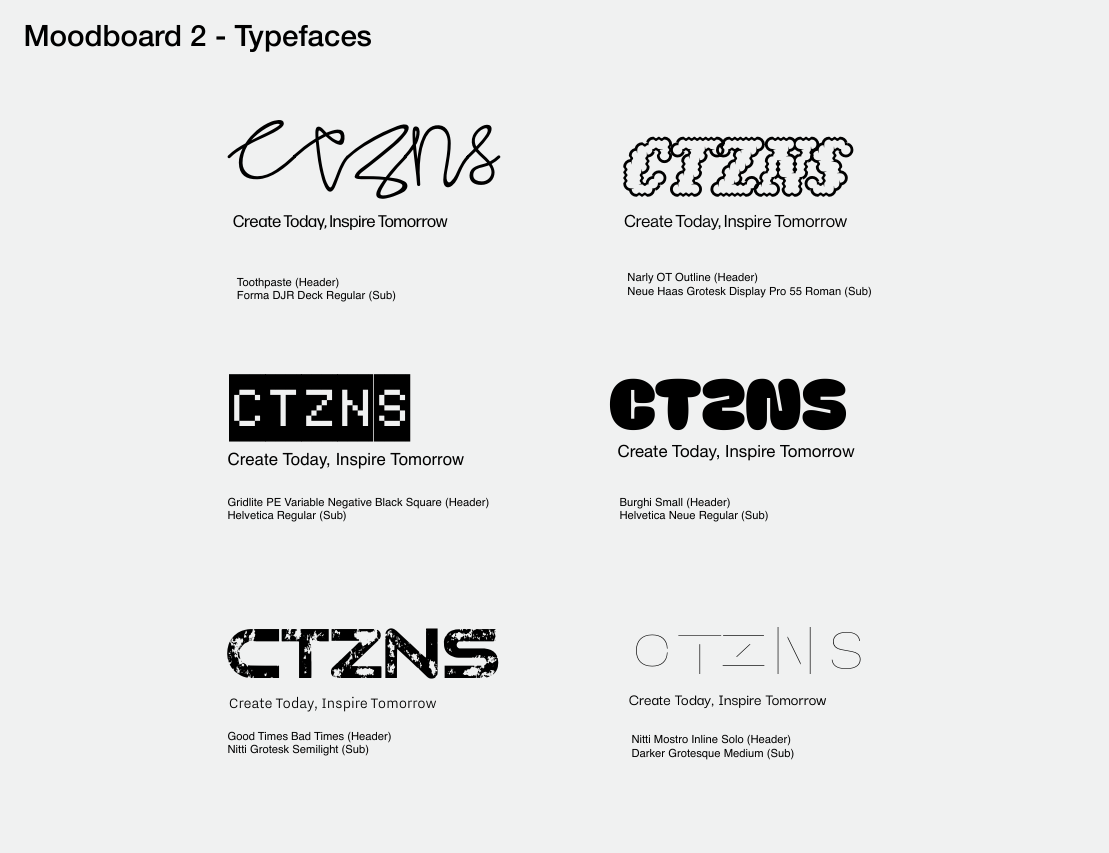 Moodboard 2 - Typefaces
ctzns
Create Today, Inspire Tomorrow
Toothpaste (Header)
Forma DJR Deck Regular (Sub)
CTZNS
Create Today, Inspire Tomorrow
Narly OT Outline (Header)
Neue Haas Grotesk Display Pro 55 Roman (Sub)
CTZNS
Create Today, Inspire Tomorrow
Gridlite PE Variable Negative Black Square (Header)
Helvetica Regular (Sub)
CTZNS
Create Today, Inspire Tomorrow
Burghi Small (Header)
Helvetica Neue Regular (Sub)
CTZNS
Create Today, Inspire Tomorrow
Good Times Bad Times (Header)
Nitti Grotesk Semilight (Sub)
CTZNS
Create Today, Inspire Tomorrow
Nitti Mostro Inline Solo (Header)
Darker Grotesque Medium (Sub)